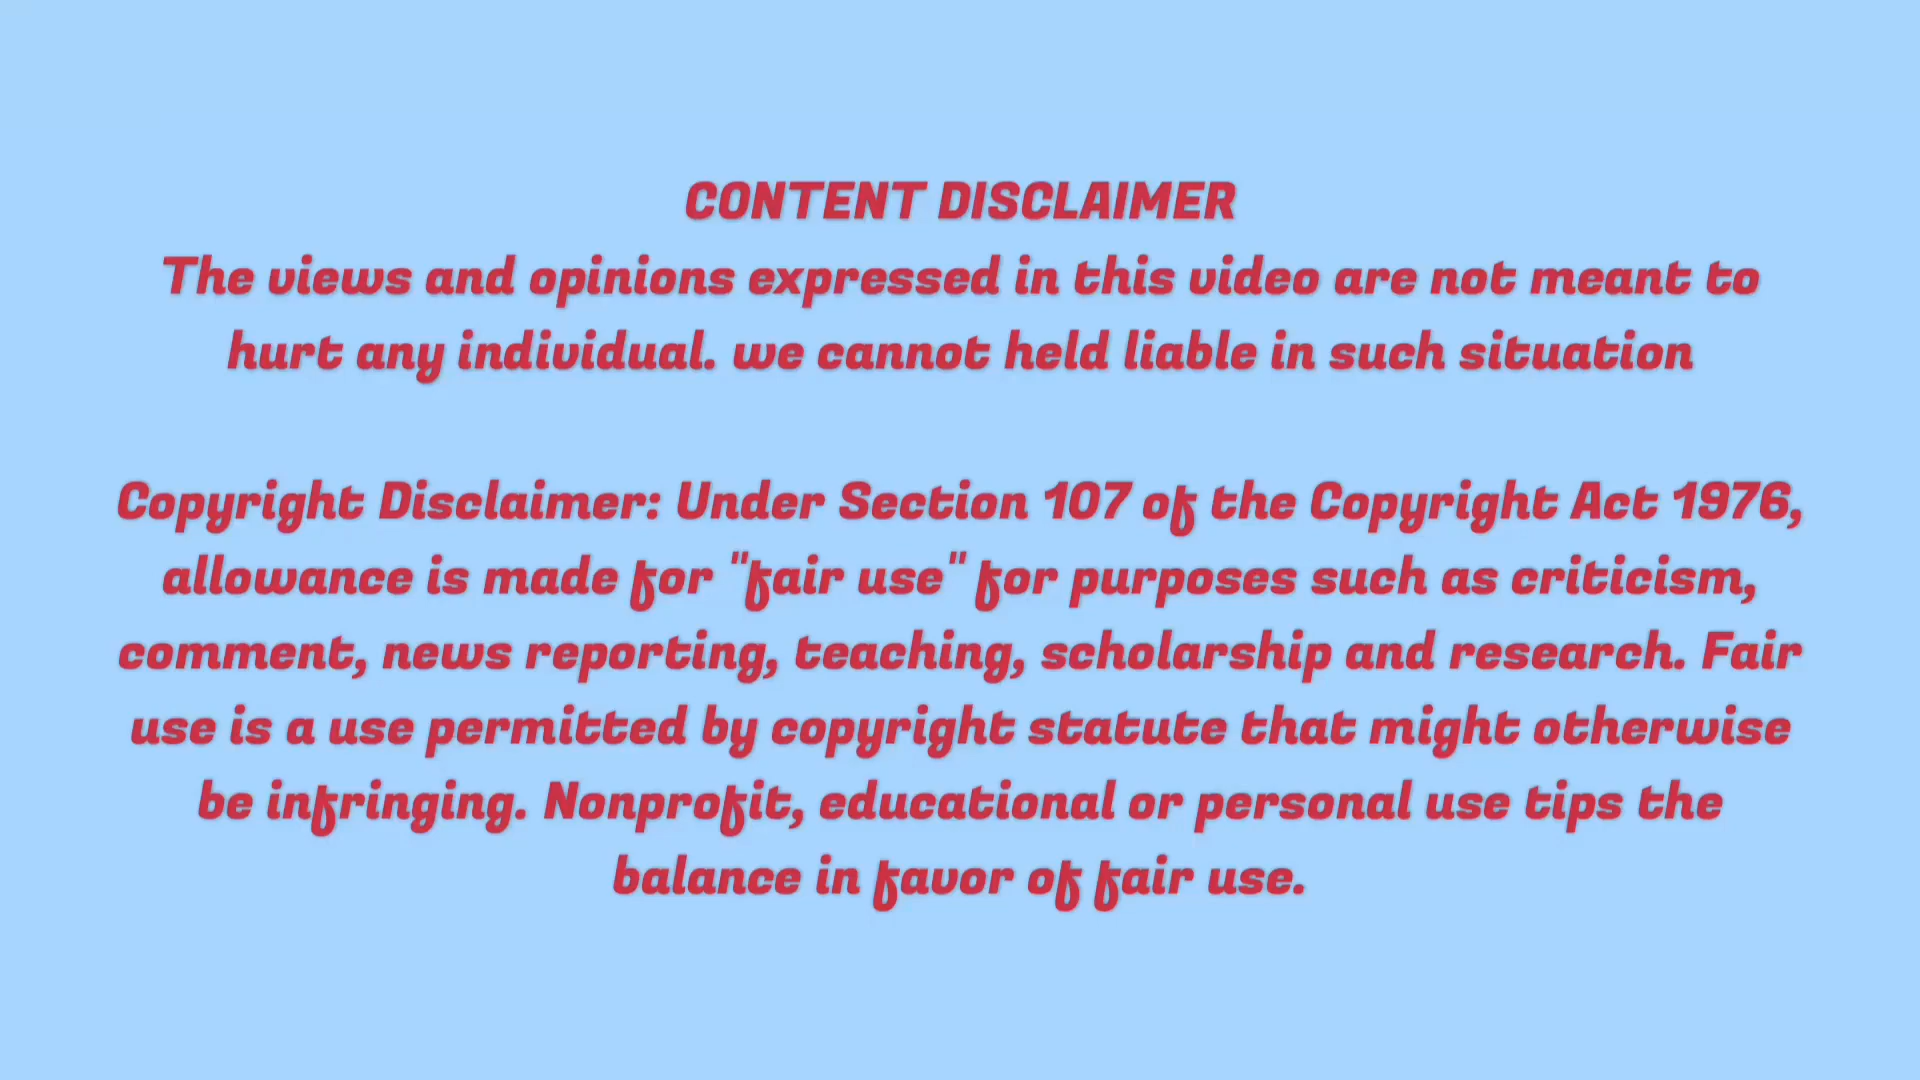 CONTENT DISCLAIMER
The views and opinions expressed in this video are not meant to
hurt any individual. we cannot held liable in such situation
Copyright Disclaimer: Under Section 107 of the Copyright Act 1976,
allowance is made for "fair use" for purposes such as criticism,
comment, news reporting, teaching, scholarship and research. Fair
use is a use permitted by copyright statute that might otherwise
be infringing. Nonprofit, educational or personal use tips the
balance in favor of fair use.